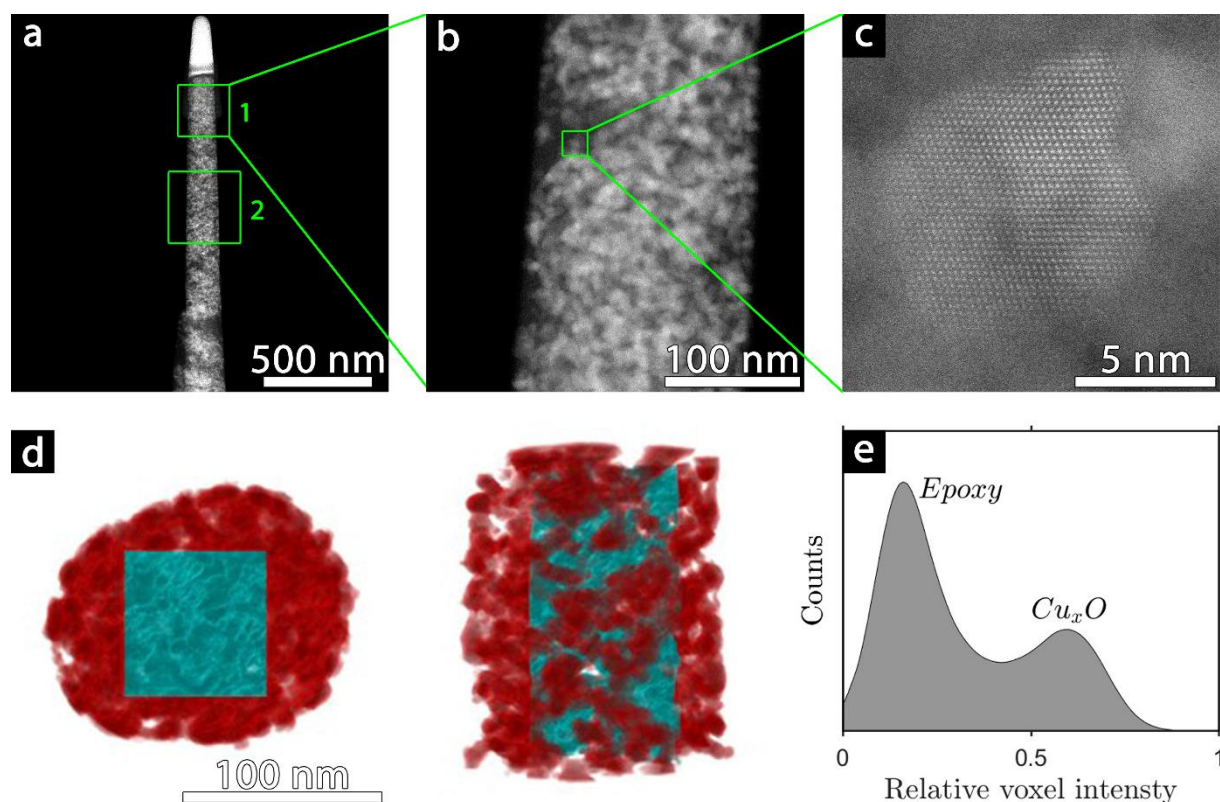 a
1
2
500 nm
b
100 nm
c
5 nm
d
100 nm
e
Epoxy
CuₓO
Counts
0
0.5
1
Relative voxel intensty